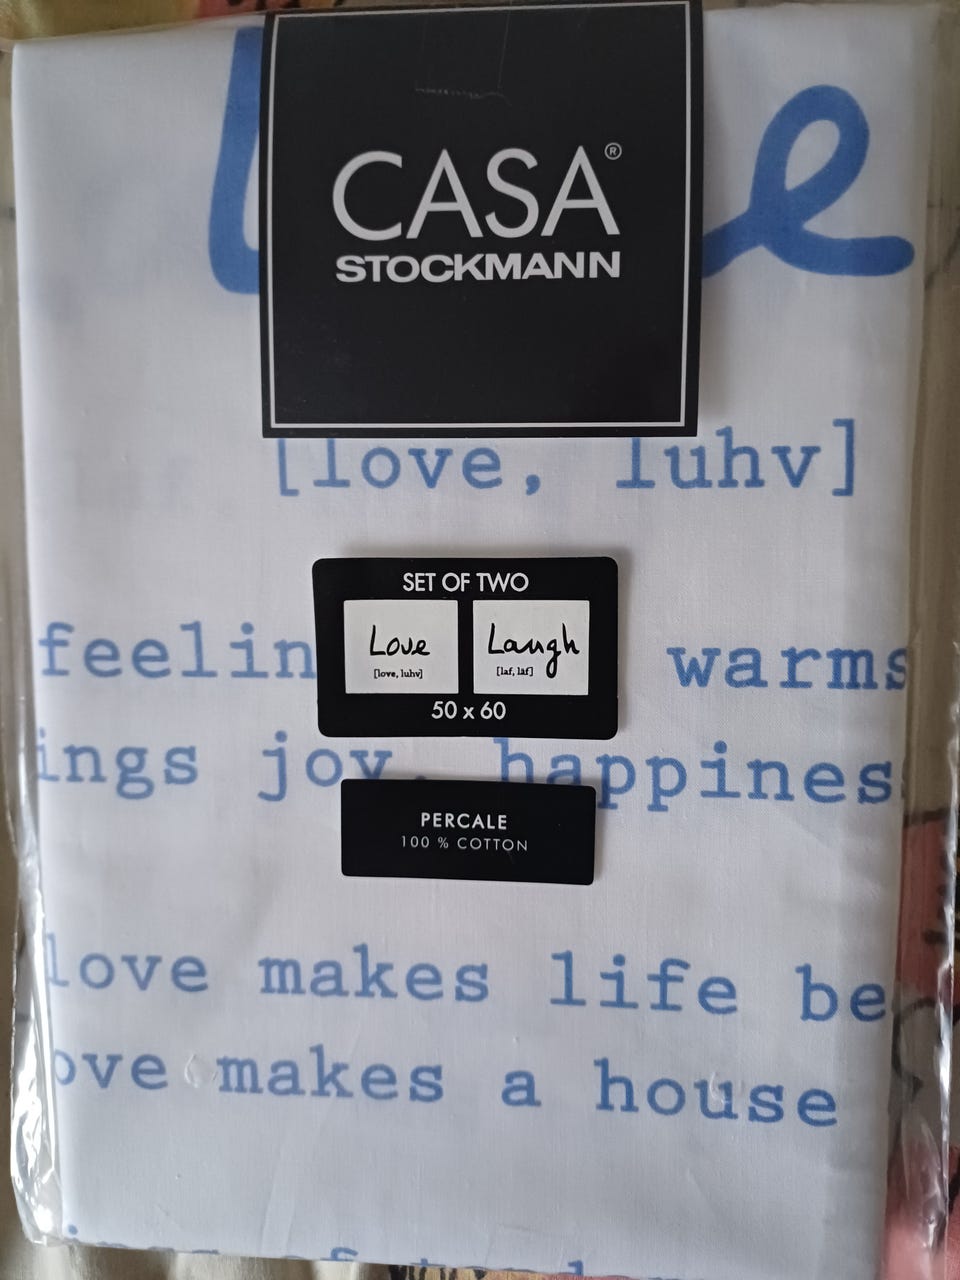 CASA®
STOCKMANN
[love, luhv]
SET OF TWO
Love Laugh
[love, luhv] [laf, läf]
50 x 60
feelin warms
ings joy, happines
PERCALE
100 % COTTON
love makes life be
ove makes a house